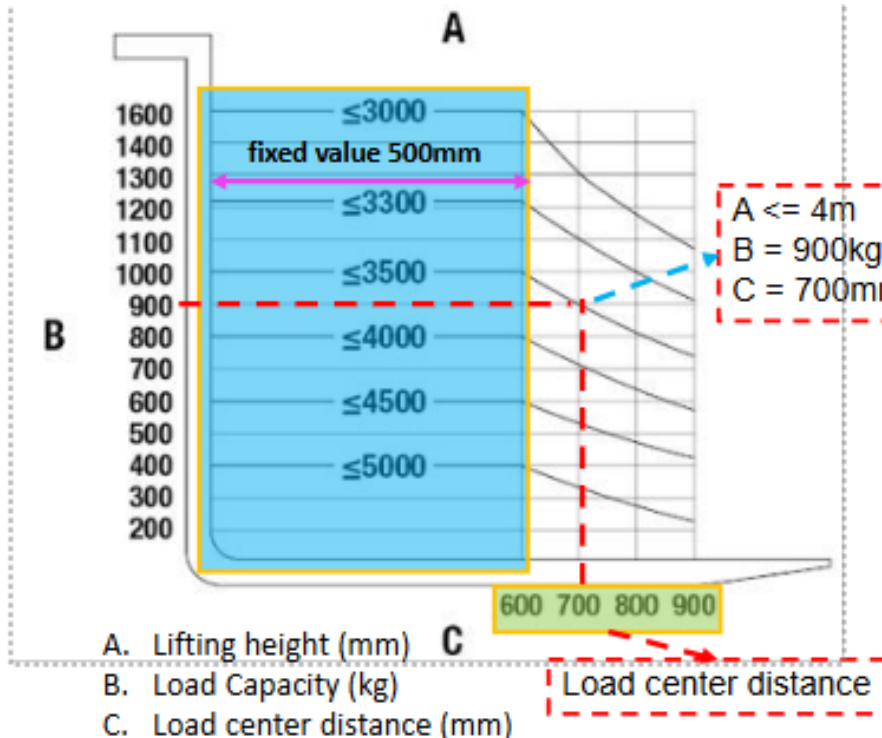 A
1600
1400
1300
1200
1100
1000
900
800
700
600
500
400
300
200
≤3000
fixed value 500mm
≤3300
≤3500
≤4000
≤4500
≤5000
B
A <= 4m
B = 900kg
C = 700m
600 700 800 900
C
A. Lifting height (mm)
B. Load Capacity (kg)
C. Load center distance (mm)
Load center distance